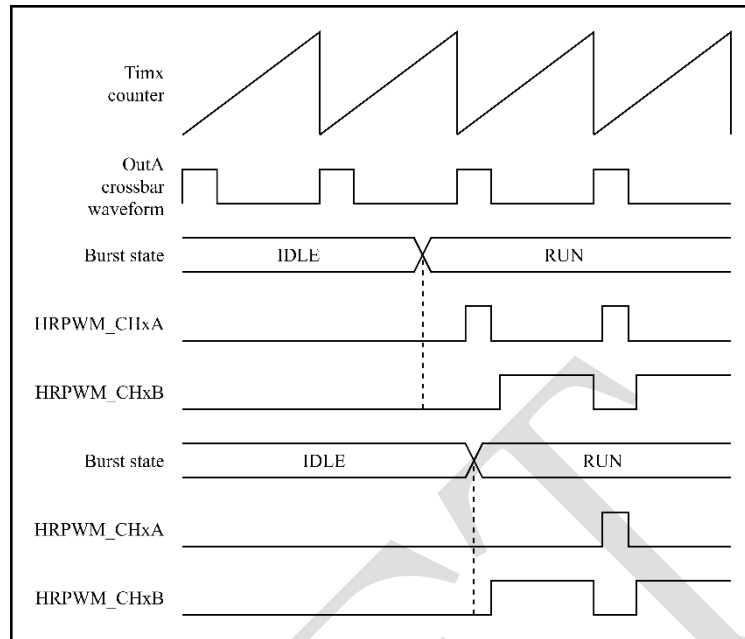 Timx
counter
OutA
crossbar
waveform
Burst state
IDLE
RUN
HRPWM_CHxA
HRPWM_CHxB
Burst state
IDLE
RUN
HRPWM_CHxA
HRPWM_CHxB